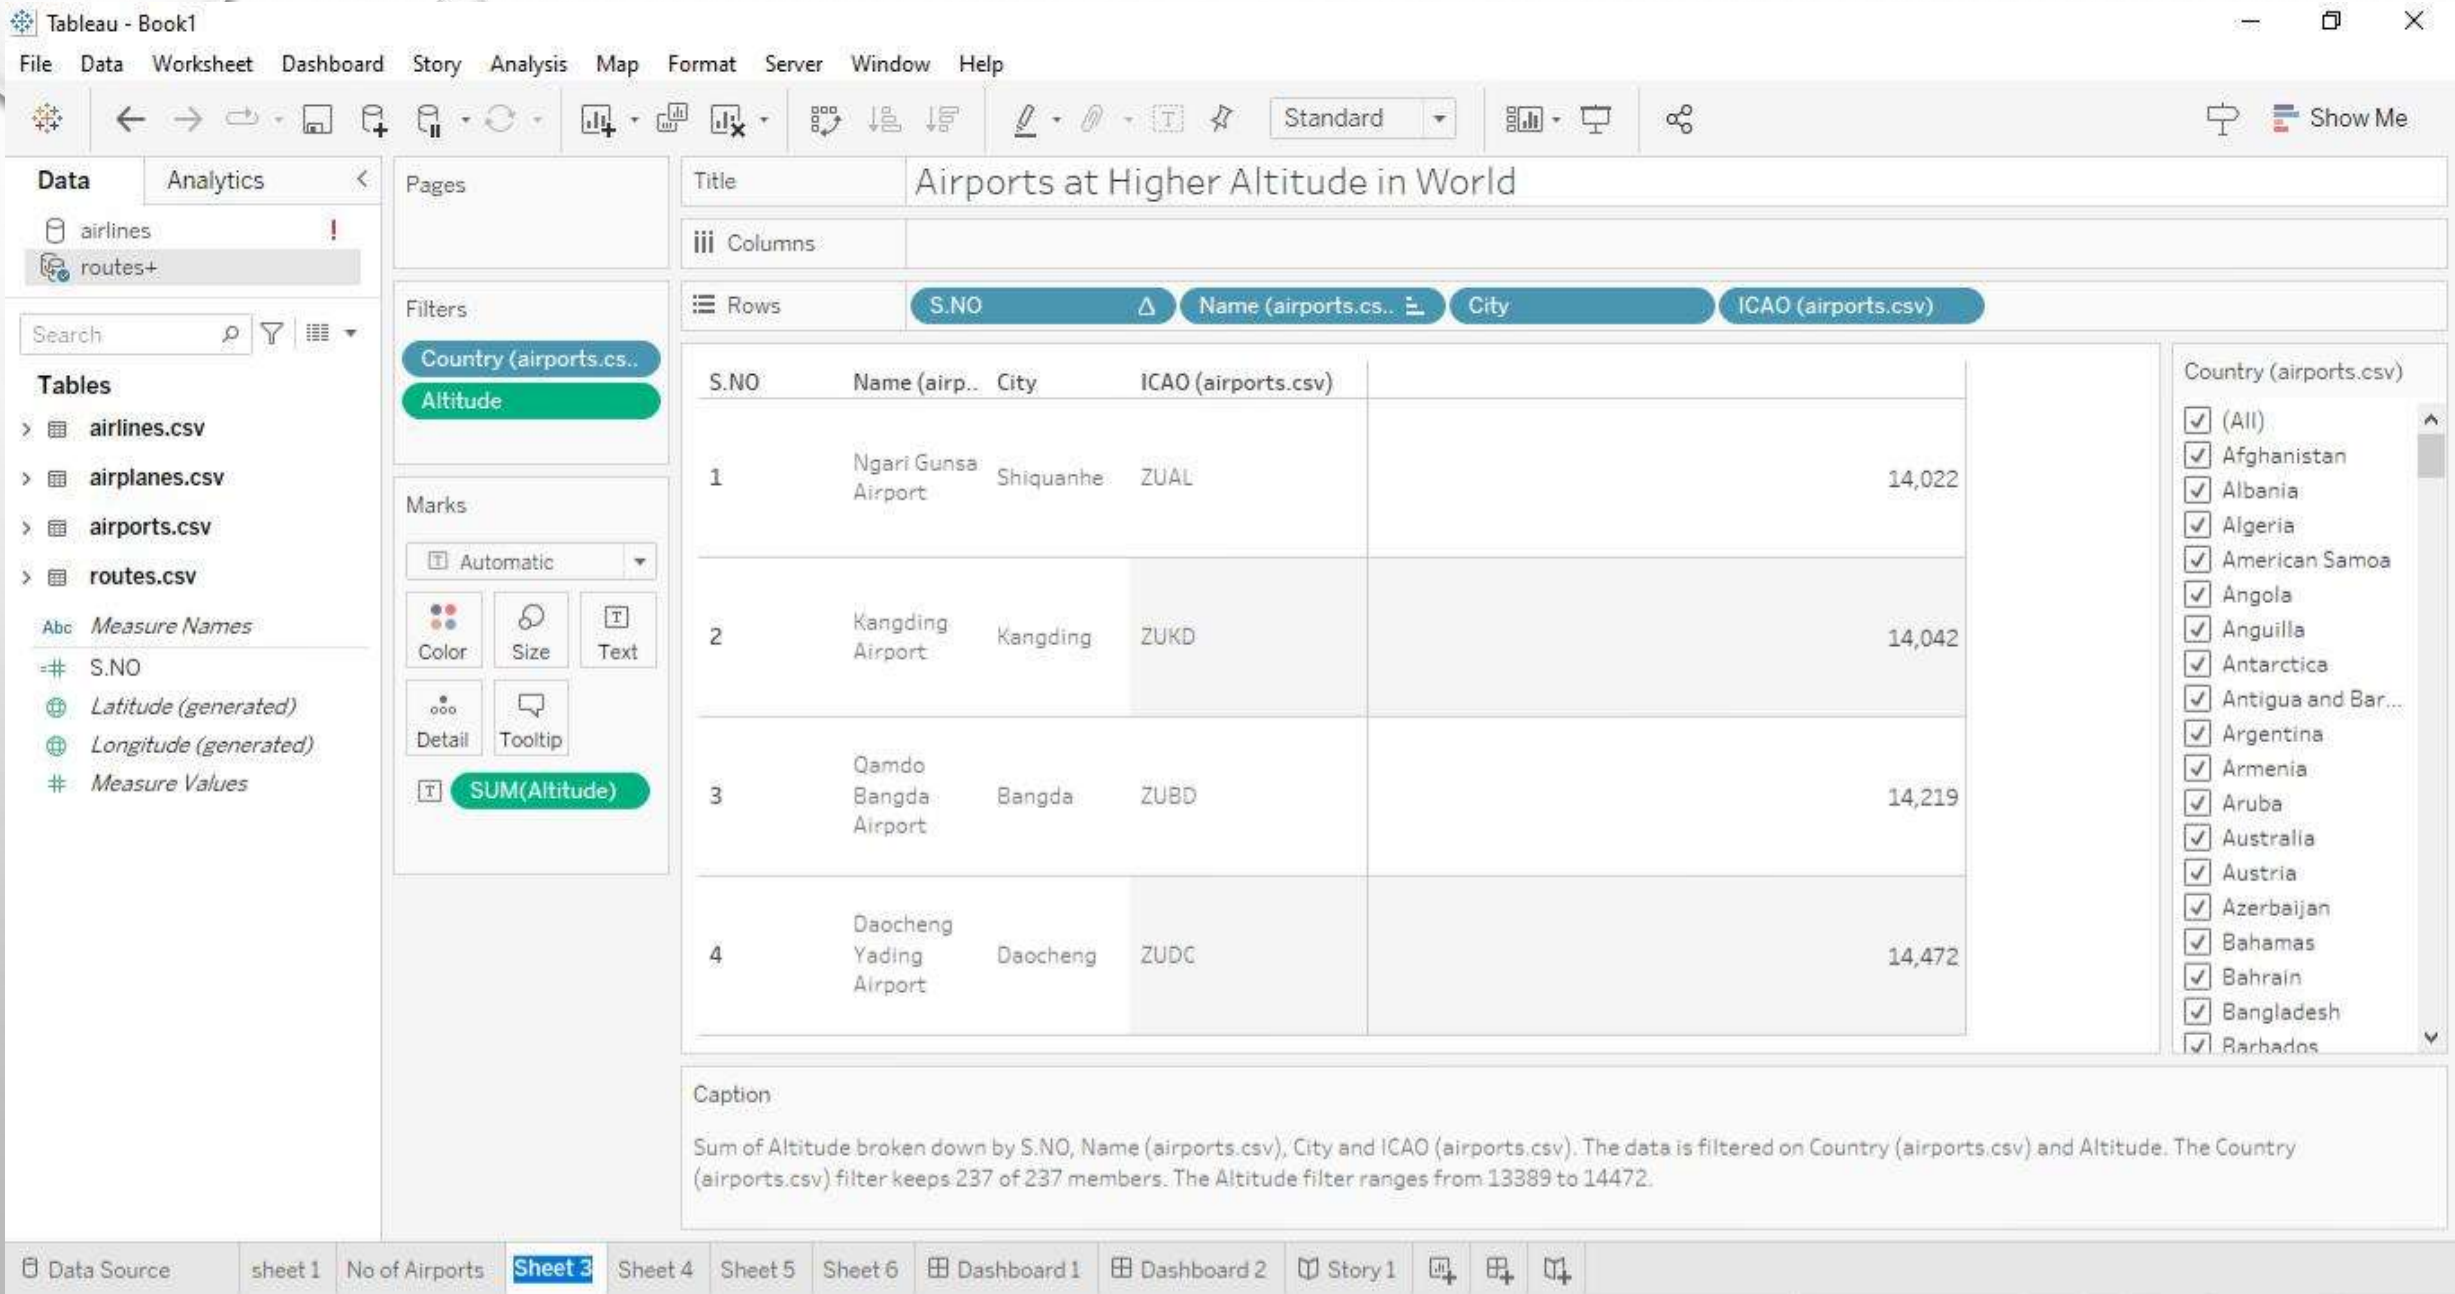 Tableau - Book1
File Data Worksheet Dashboard Story Analysis Map Format Server Window Help
Standard
Show Me
Data Analytics
airlines !
routes+
Search
Tables
airlines.csv
airplanes.csv
airports.csv
routes.csv
Abc Measure Names
=# S.NO
Latitude (generated)
Longitude (generated)
# Measure Values
Pages
Filters
Country (airports.cs..
Altitude
Marks
Automatic
Color Size Text
Detail Tooltip
SUM(Altitude)
Title Airports at Higher Altitude in World
Columns
Rows S.NO Name (airports.cs.. City ICAO (airports.csv)
S.NO Name (airp.. City ICAO (airports.csv)
1 Ngari Gunsa Airport Shiquanhe ZUAL 14,022
2 Kangding Airport Kangding ZUKD 14,042
3 Qamdo Bangda Airport Bangda ZUBD 14,219
4 Daocheng Yading Airport Daocheng ZUDC 14,472
Country (airports.csv)
(All)
Afghanistan
Albania
Algeria
American Samoa
Angola
Anguilla
Antarctica
Antigua and Bar...
Argentina
Armenia
Aruba
Australia
Austria
Azerbaijan
Bahamas
Bahrain
Bangladesh
Barbados
Caption
Sum of Altitude broken down by S.NO, Name (airports.csv), City and ICAO (airports.csv). The data is filtered on Country (airports.csv) and Altitude. The Country
(airports.csv) filter keeps 237 of 237 members. The Altitude filter ranges from 13389 to 14472.
Data Source sheet 1 No of Airports Sheet 3 Sheet 4 Sheet 5 Sheet 6 Dashboard 1 Dashboard 2 Story 1